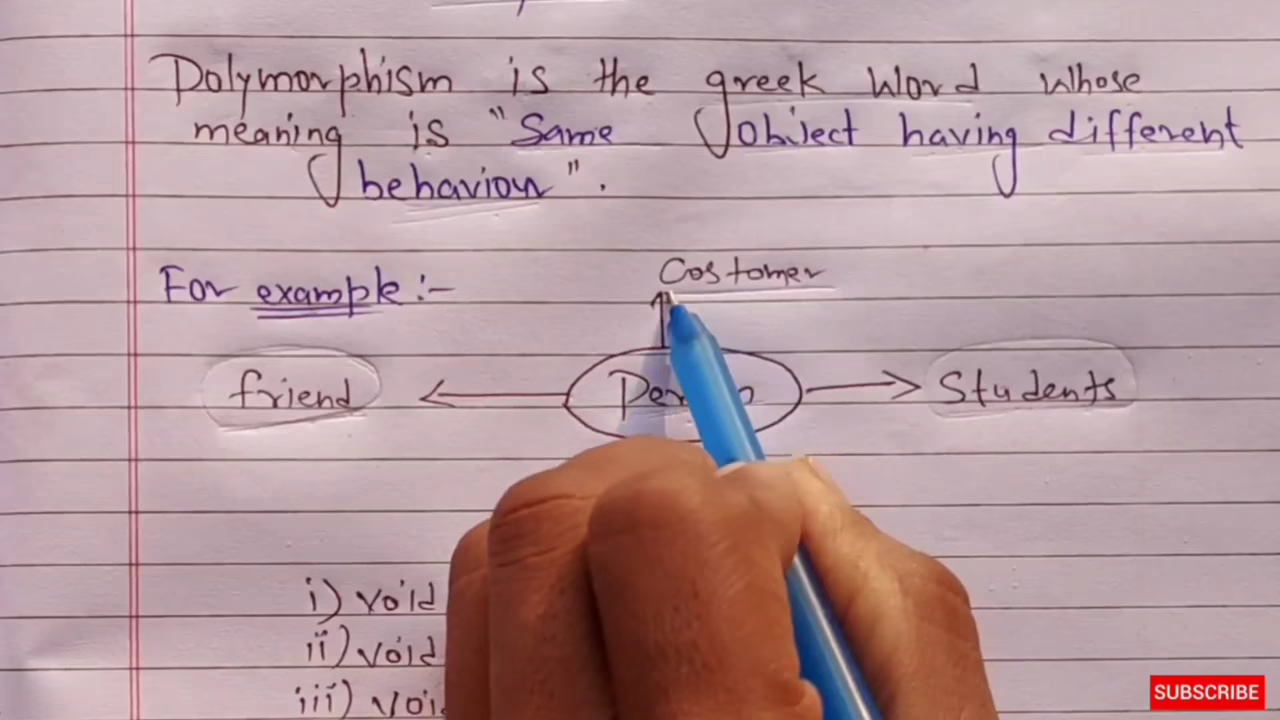 Polymorphism is the greek word whose
meaning is "Same object having different
behaviour".
For example :-
Costomer
friend
Students
i) void
ii) void
iii)
SUBSCRIBE